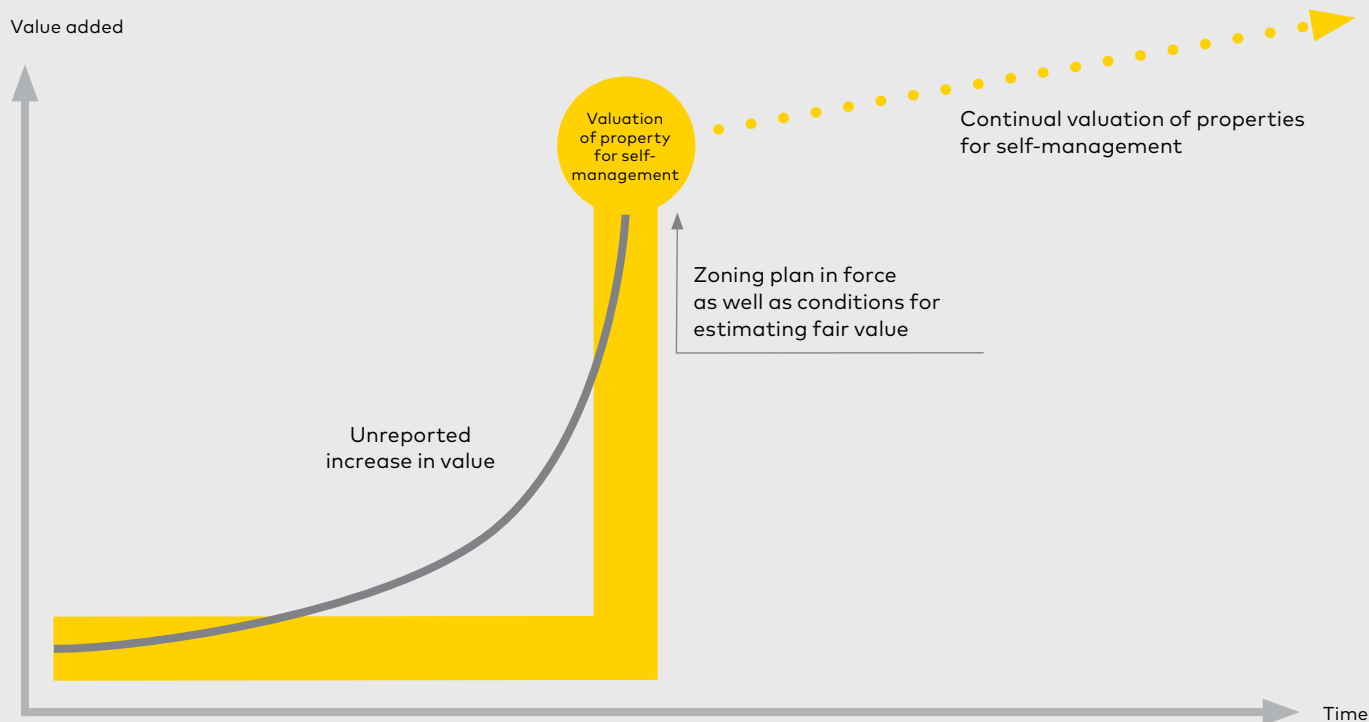 Value added
Valuation
of property
for self-
management
Continual valuation of properties
for self-management
Zoning plan in force
as well as conditions for
estimating fair value
Unreported
increase in value
Time